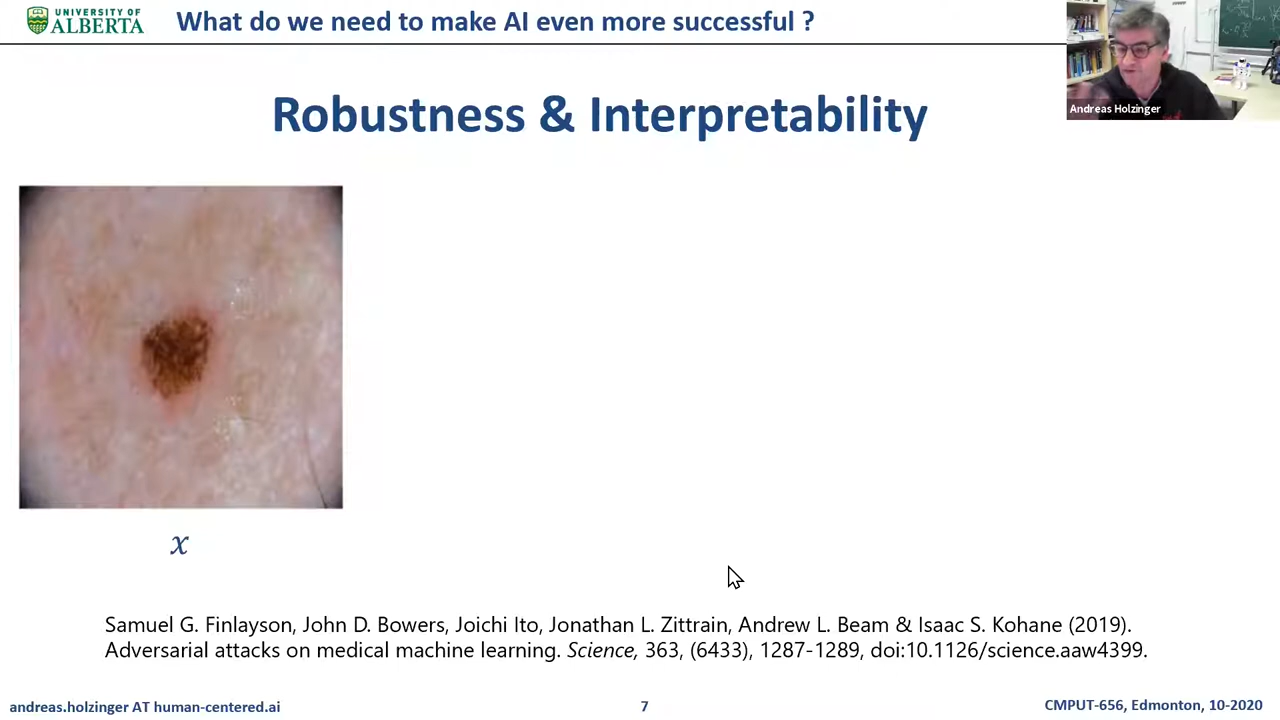 UNIVERSITY OF
ALBERTA
What do we need to make AI even more successful ?
Andreas Holzinger
Robustness & Interpretability
x
Samuel G. Finlayson, John D. Bowers, Joichi Ito, Jonathan L. Zittrain, Andrew L. Beam & Isaac S. Kohane (2019).
Adversarial attacks on medical machine learning. Science, 363, (6433), 1287-1289, doi:10.1126/science.aaw4399.
andreas.holzinger AT human-centered.ai
7
CMPUT-656, Edmonton, 10-2020